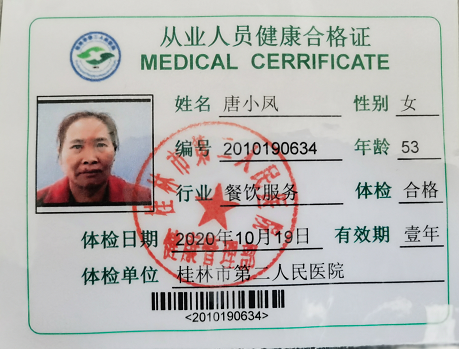 从业人员健康合格证
MEDICAL CERRIFICATE
姓名 唐小凤 性别 女
编号 2010190634 年龄 53
行业 餐饮服务 体检 合格
体检日期 2020年10月19日 有效期 壹年
体检单位 桂林市第二人民医院
<2010190634>